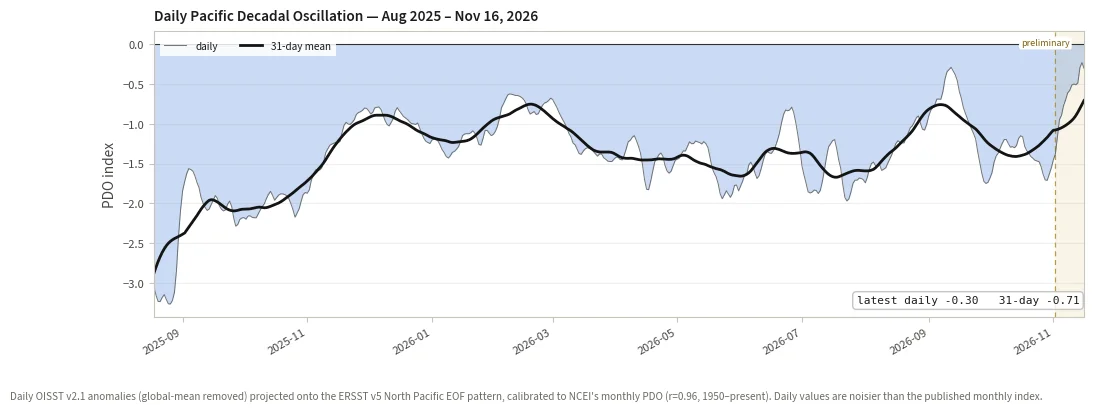 Daily Pacific Decadal Oscillation — Aug 2025 – Nov 16, 2026
daily
31-day mean
preliminary
PDO index
0.0
−0.5
−1.0
−1.5
−2.0
−2.5
−3.0
latest daily -0.30 31-day -0.71
2025-09
2025-11
2026-01
2026-03
2026-05
2026-07
2026-09
2026-11
Daily OISST v2.1 anomalies (global-mean removed) projected onto the ERSST v5 North Pacific EOF pattern, calibrated to NCEI's monthly PDO (r=0.96, 1950–present). Daily values are noisier than the published monthly index.